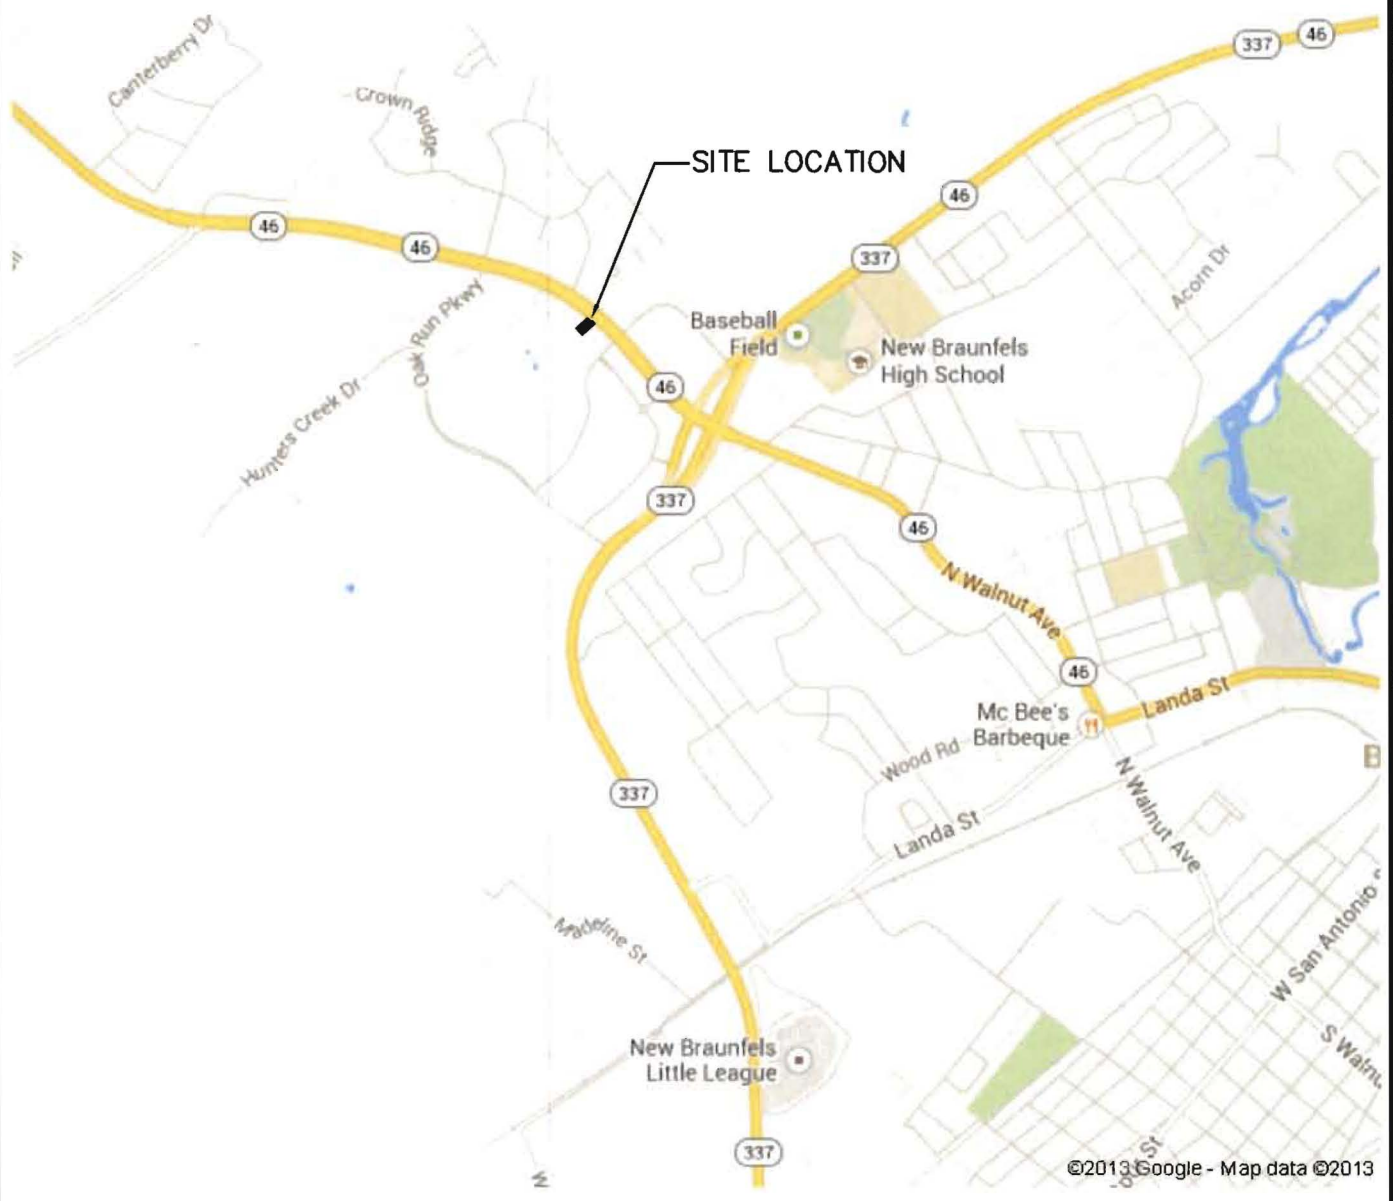 Canterberry Dr
Crown Ridge
337
46
SITE LOCATION
46
46
46
337
Acorn Dr
Oak Run Pkwy
Baseball
Field
New Braunfels
High School
46
Hunters Creek Dr
337
46
N Walnut Ave
46
Landa St
Mc Bee's
Barbeque
Wood Rd
337
N Walnut Ave
Landa St
Madeline St
W San Antonio
New Braunfels
Little League
S Walnu
337
St
W
©2013 Google - Map data ©2013